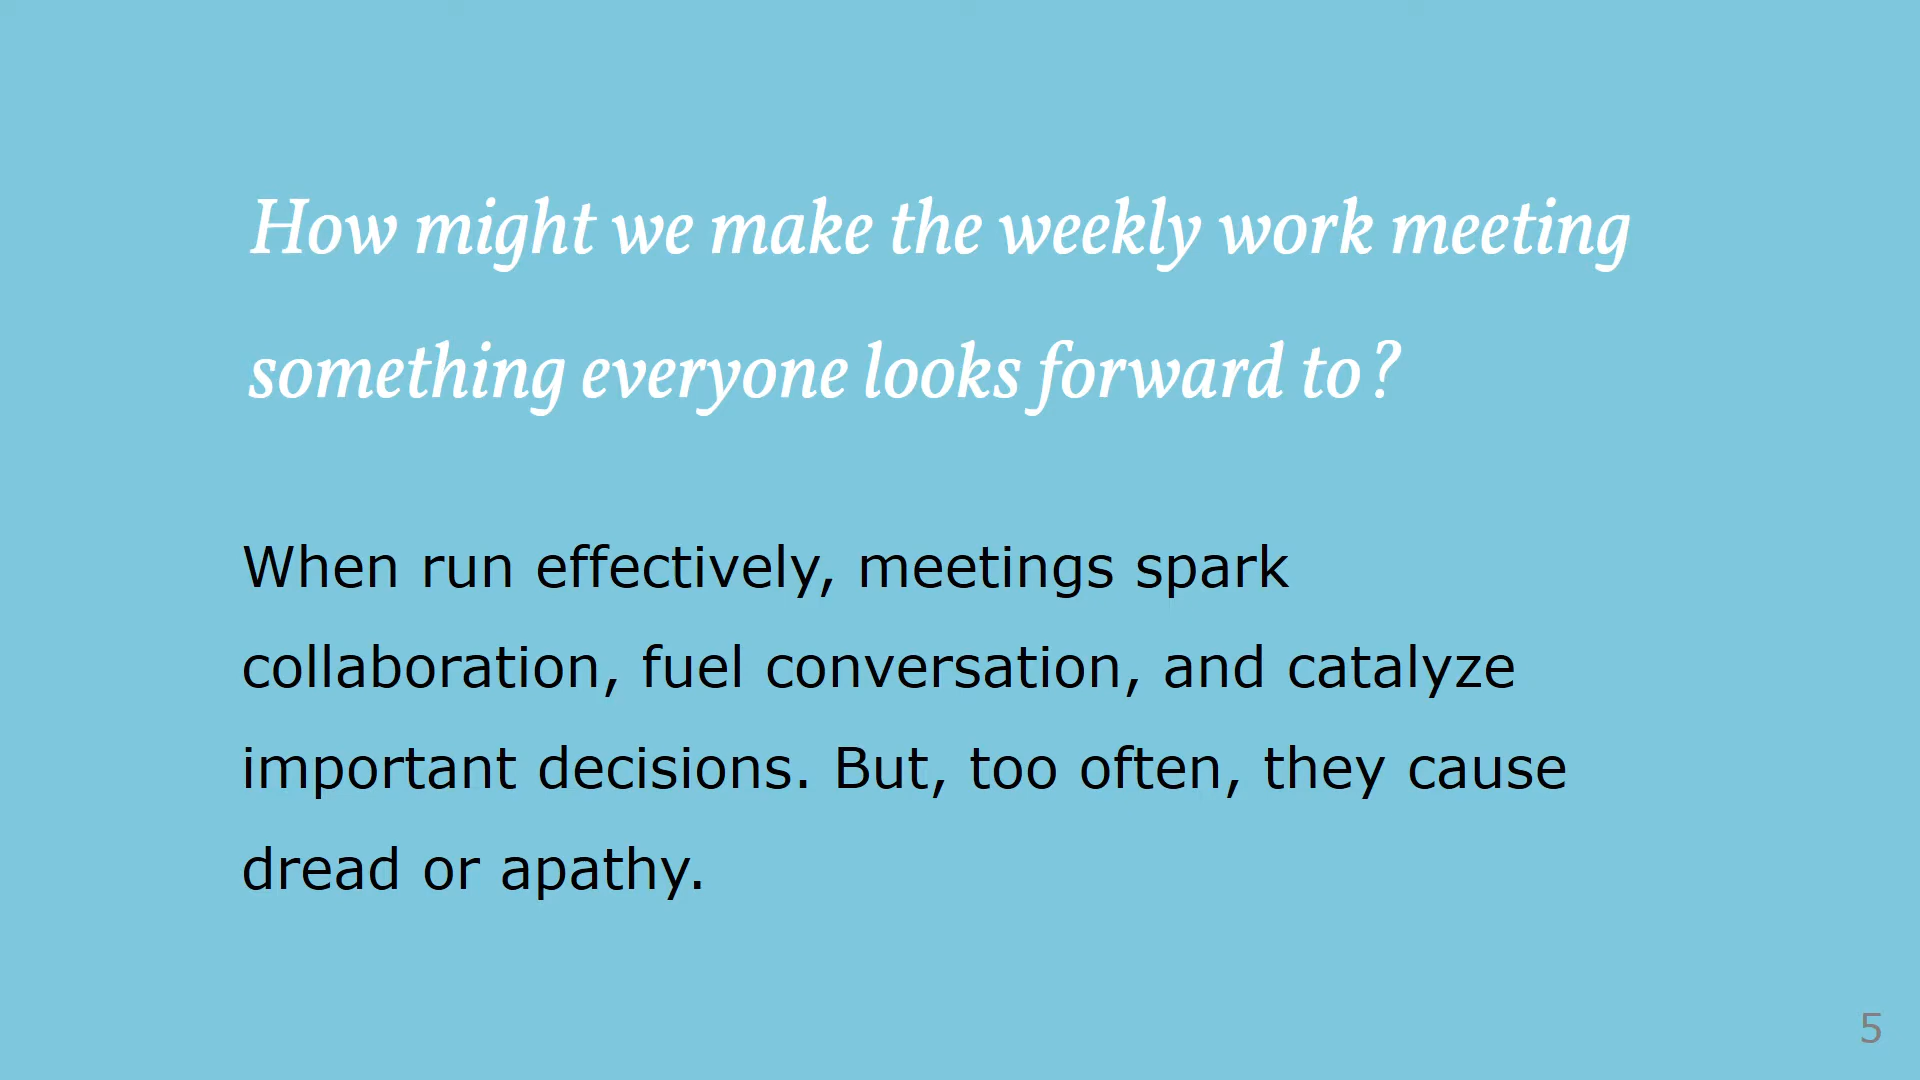 How might we make the weekly work meeting
something everyone looks forward to?
When run effectively, meetings spark
collaboration, fuel conversation, and catalyze
important decisions. But, too often, they cause
dread or apathy.
5